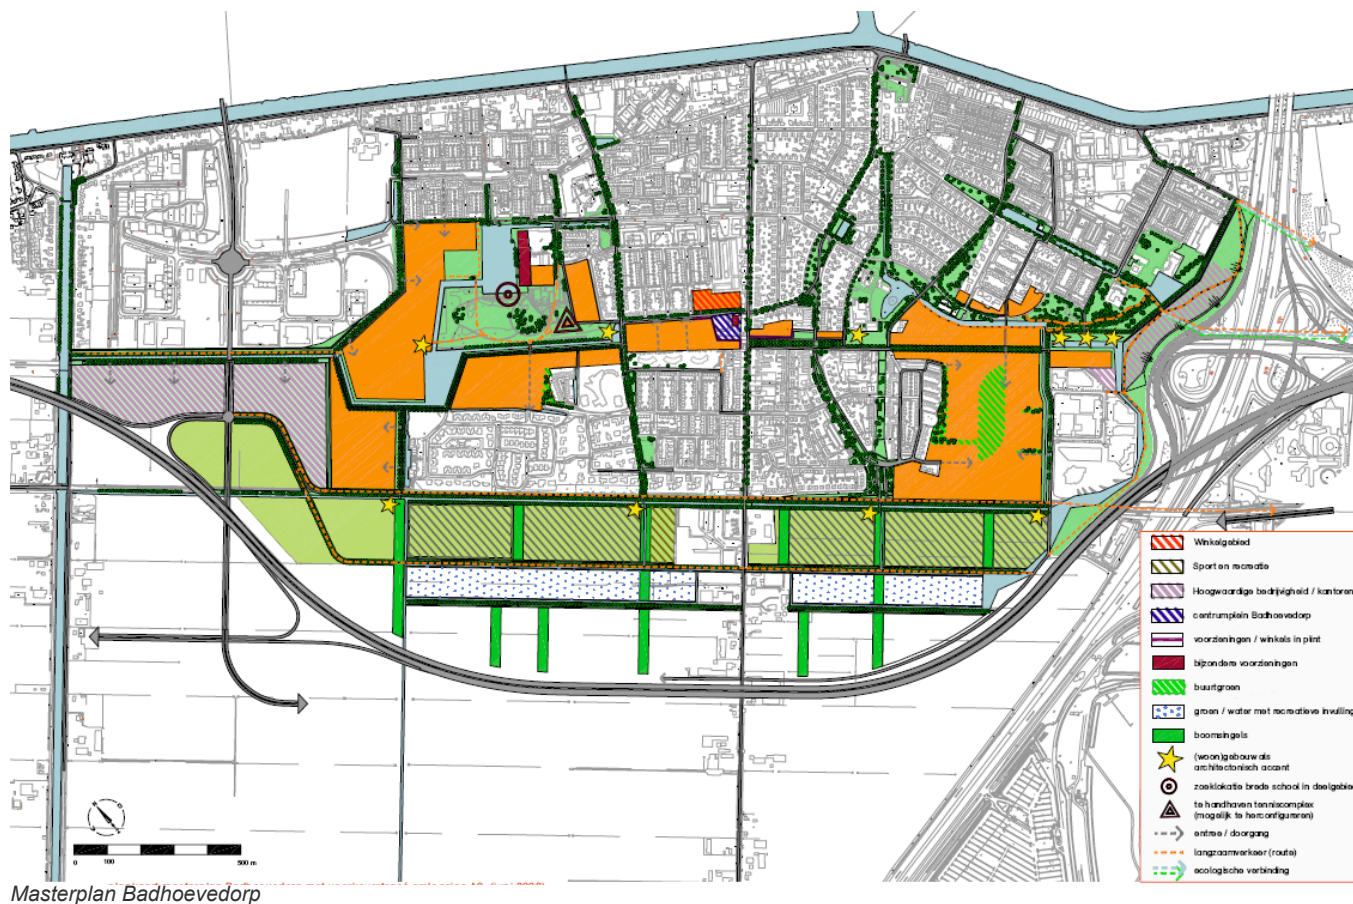 Winkelgebied
Sport en recreatie
Hoogwaardige bedrijvigheid / kantoren
centrumplein Badhoevedorp
voorzieningen / winkels in plint
bijzondere voorzieningen
buurtgroen
groen / water met recreatieve invulling
boomsingels
(woon)gebouw als
architectonisch accent
zoeklokatie brede school in deelgebied
te handhaven tenniscomplex
(mogelijk te herconfigureren)
entree / doorgang
langzaamverkeer (route)
ecologische verbinding
0 100 500 m
Masterplan Badhoevedorp